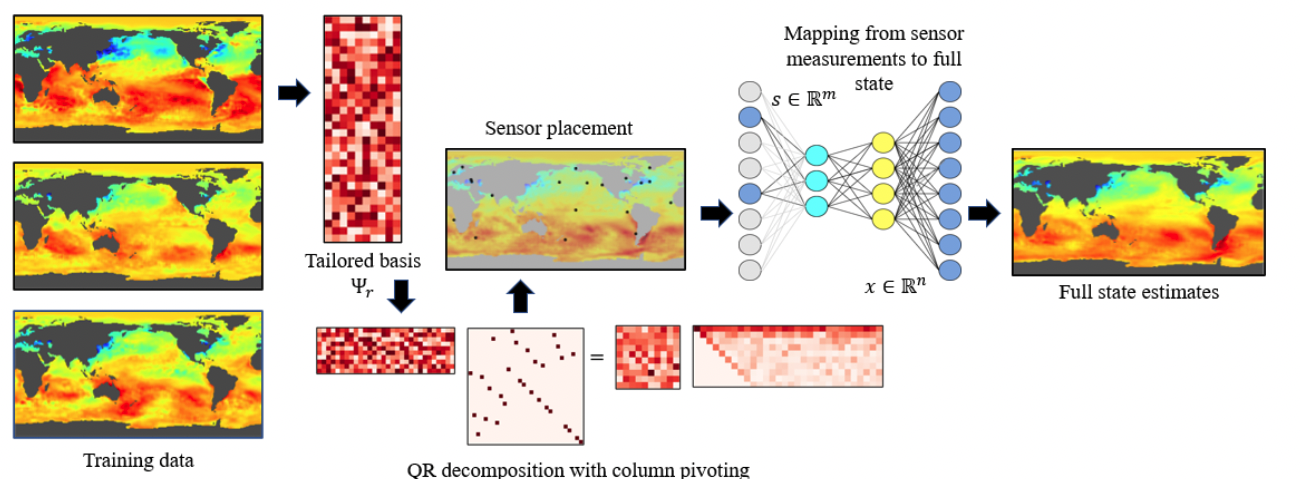 Training data
Tailored basis
Ψ_r
Sensor placement
=
QR decomposition with column pivoting
Mapping from sensor
measurements to full
state
s ∈ ℝ^m
x ∈ ℝ^n
Full state estimates